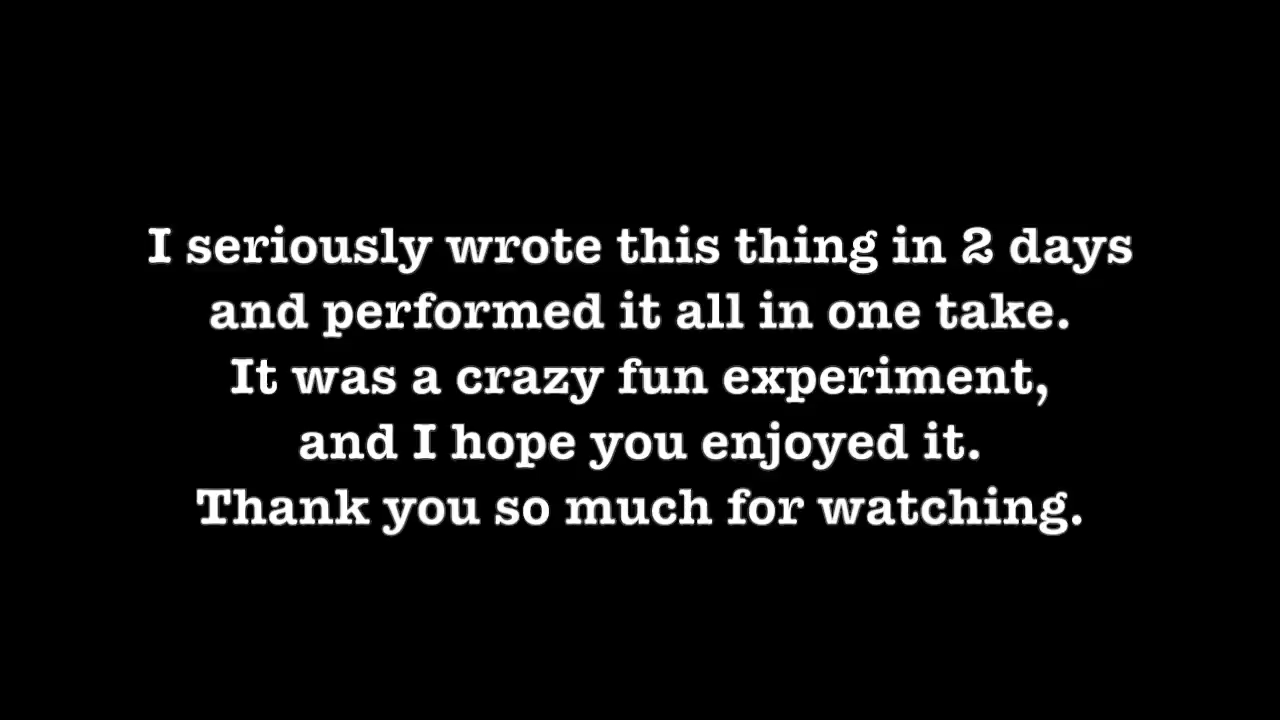 I seriously wrote this thing in 2 days
and performed it all in one take.
It was a crazy fun experiment,
and I hope you enjoyed it.
Thank you so much for watching.